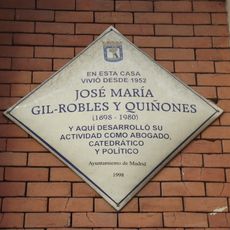 EN ESTA CASA
VIVIÓ DESDE 1952
JOSÉ MARÍA
GIL-ROBLES Y QUIÑONES
(1898 - 1980)
Y AQUÍ DESARROLLÓ SU
ACTIVIDAD COMO ABOGADO,
CATEDRÁTICO
Y POLÍTICO
Ayuntamiento de Madrid
1998